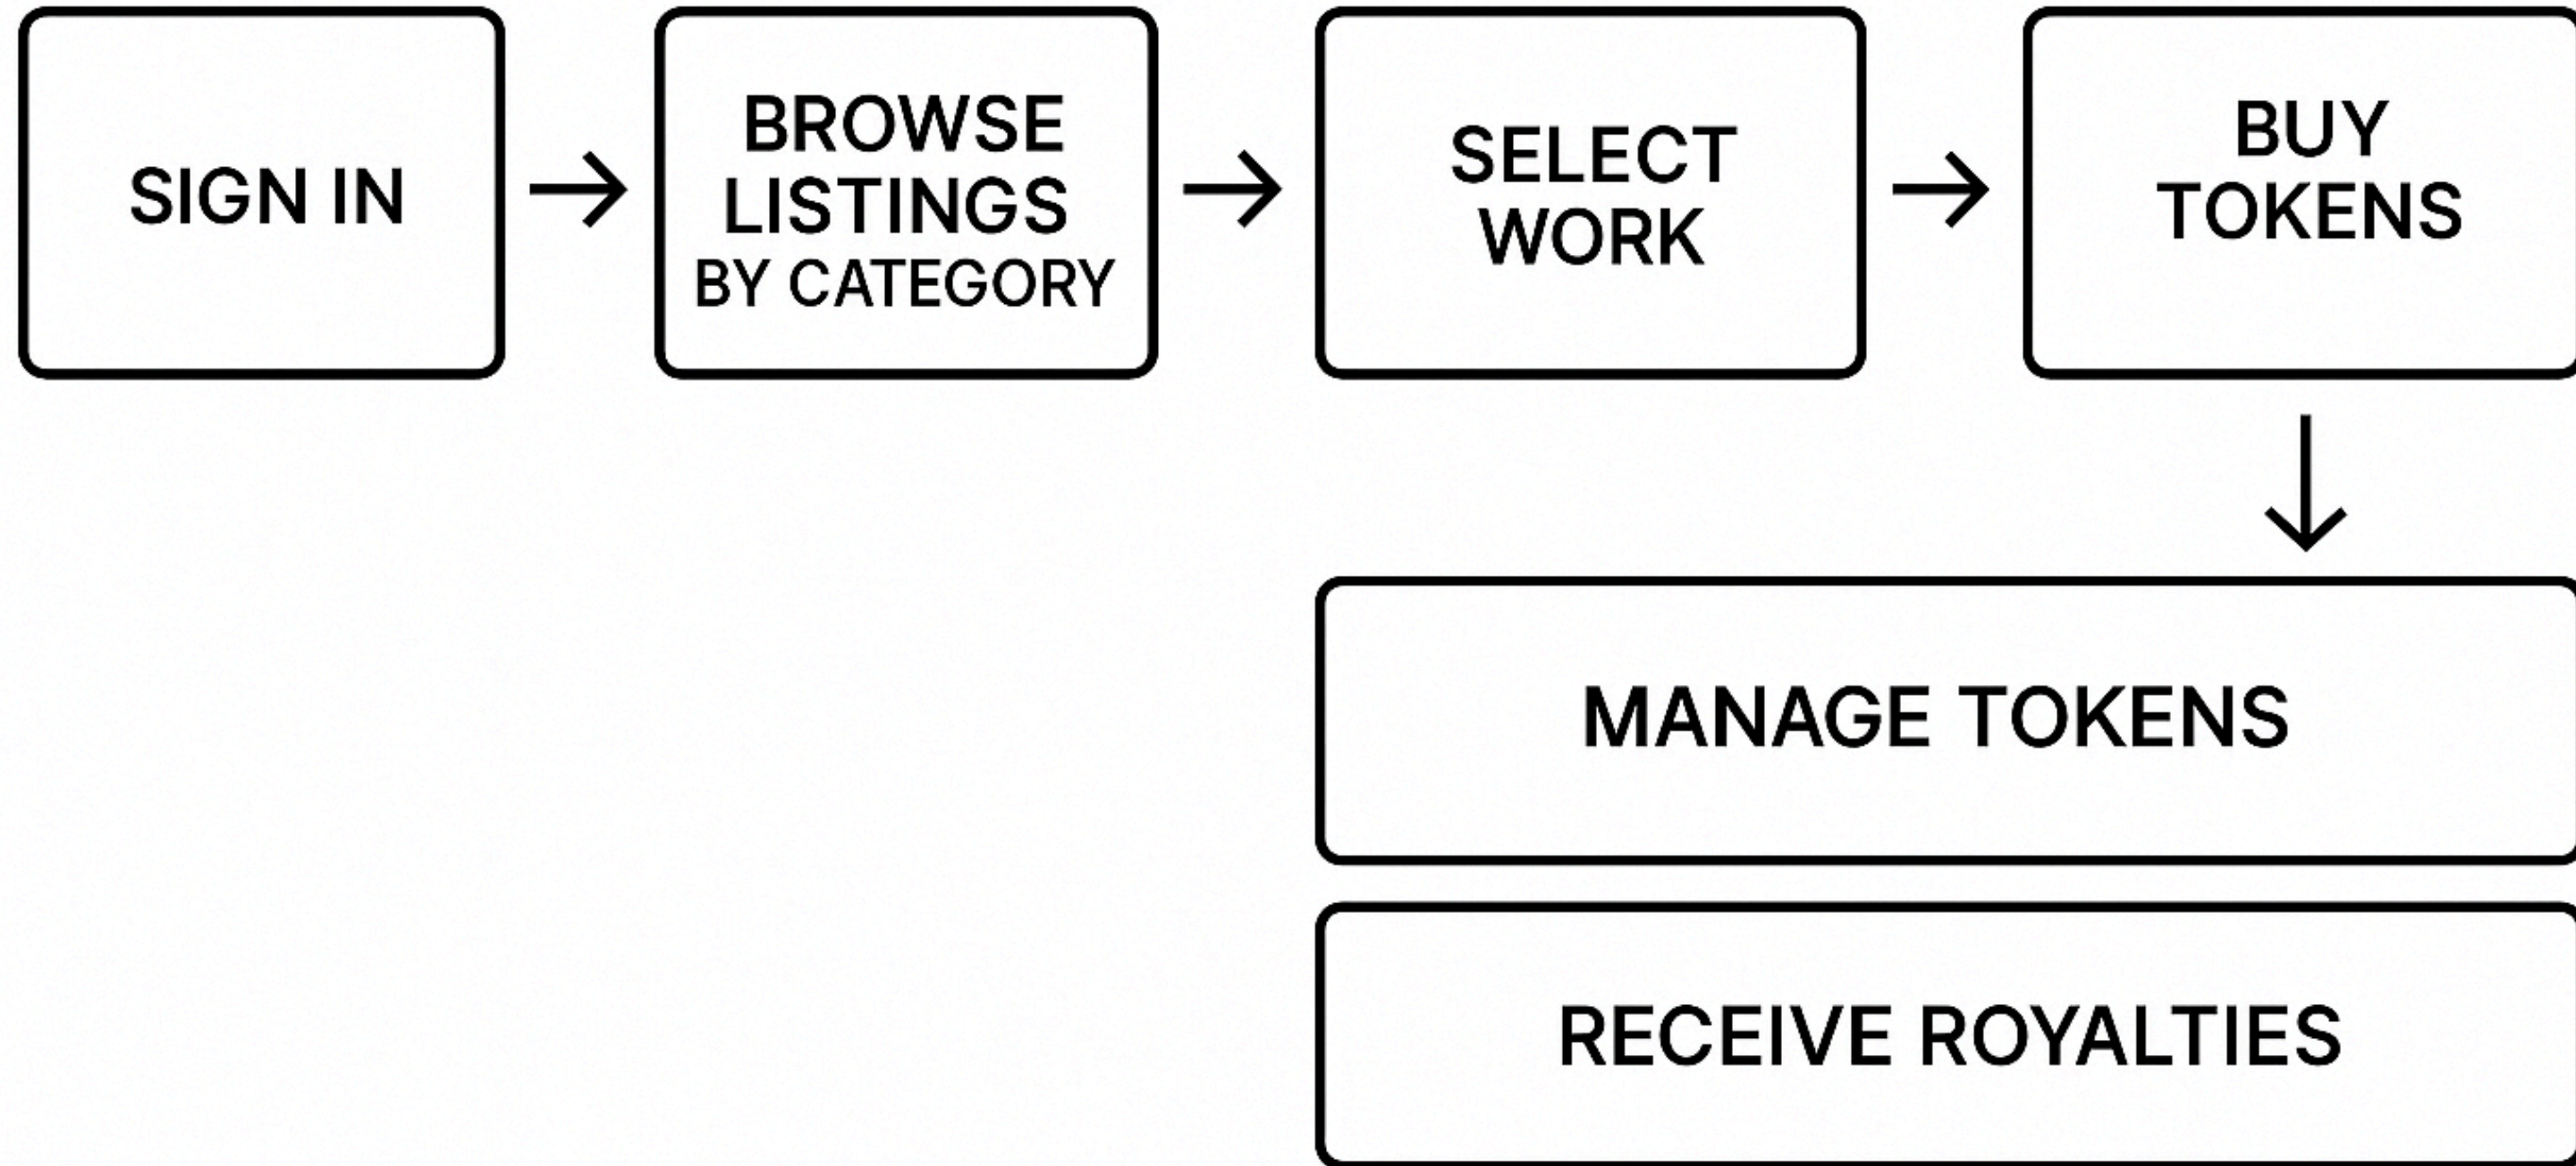 SIGN IN
BROWSE
LISTINGS
BY CATEGORY
SELECT
WORK
BUY
TOKENS
MANAGE TOKENS
RECEIVE ROYALTIES